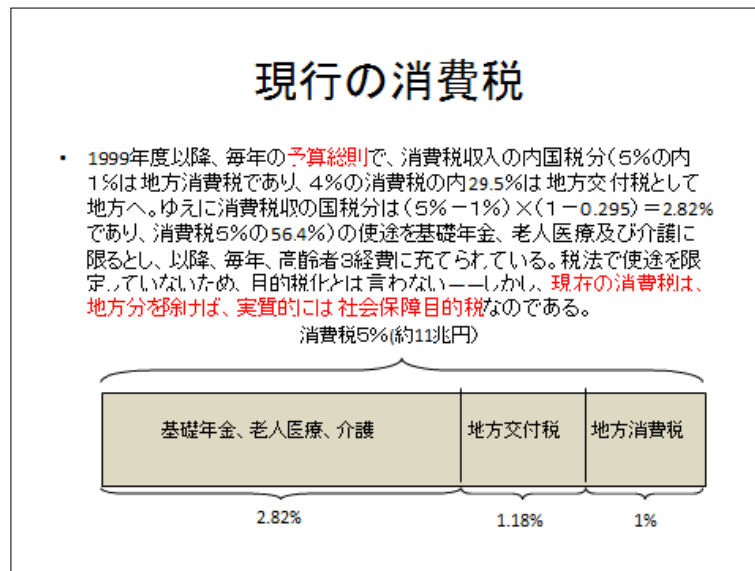 現行の消費税
• 1999年度以降、毎年の予算総則で、消費税収入の内国税分(5%の内
1%は地方消費税であり、4%の消費税の内29.5%は地方交付税として
地方へ。ゆえに消費税収の国税分は(5%－1%)×(1－0.295)＝2.82%
であり、消費税5%の56.4%)の使途を基礎年金、老人医療及び介護に
限るとし、以降、毎年、高齢者3経費に充てられている。税法で使途を限
定していないため、目的税化とは言わない——しかし、現在の消費税は、
地方分を除けば、実質的には社会保障目的税なのである。
消費税5%(約11兆円)
基礎年金、老人医療、介護 地方交付税 地方消費税
2.82% 1.18% 1%